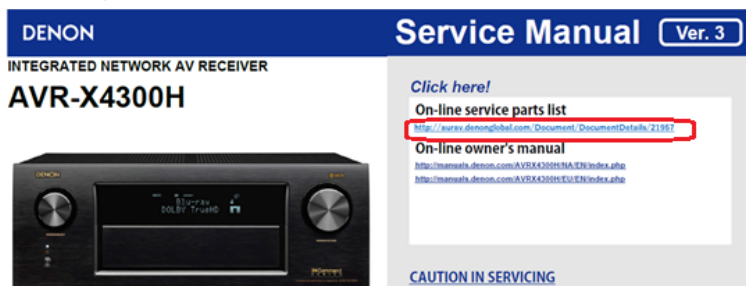 DENON
Service Manual
Ver. 3
INTEGRATED NETWORK AV RECEIVER
AVR-X4300H
Click here!
On-line service parts list
http://aurav.denonglobal.com/Document/DocumentDetails/21957
On-line owner's manual
http://manuals.denon.com/AVRX4300H/NA/EN/index.php
http://manuals.denon.com/AVRX4300H/EU/EN/index.php
DENON
Blu-ray
DOLBY TrueHD
CAUTION IN SERVICING